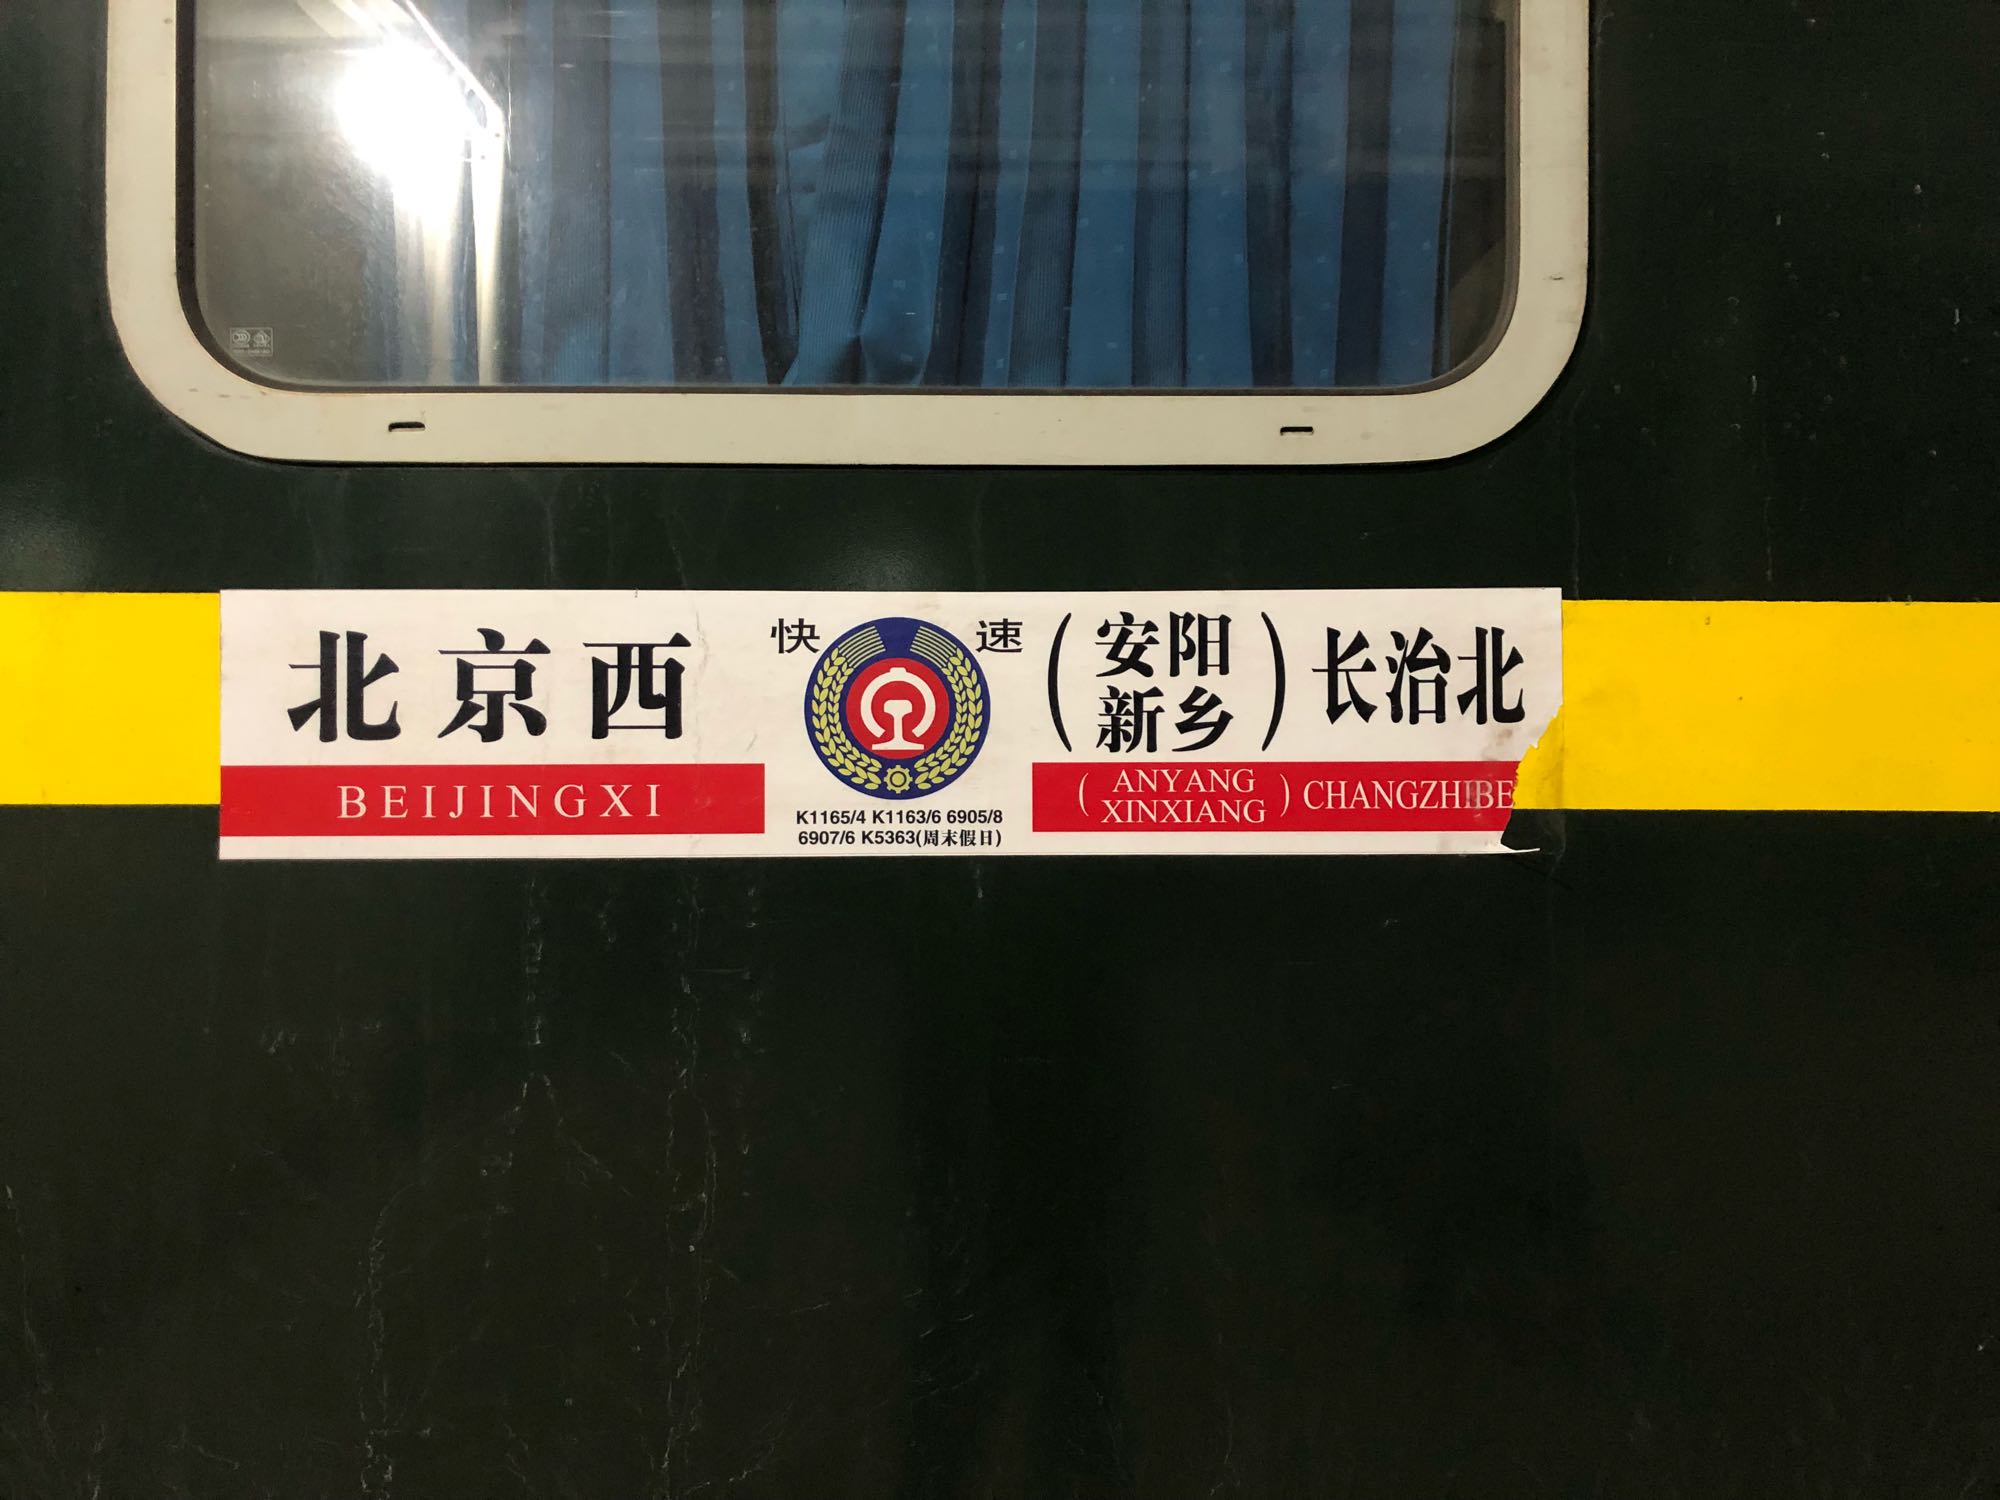 北京西
BEIJINGXI
快 速
K1165/4 K1163/6 6905/8
6907/6 K5363(周末假日)
(安阳
新乡)
长治北
(ANYANG
XINXIANG)
CHANGZHIBE